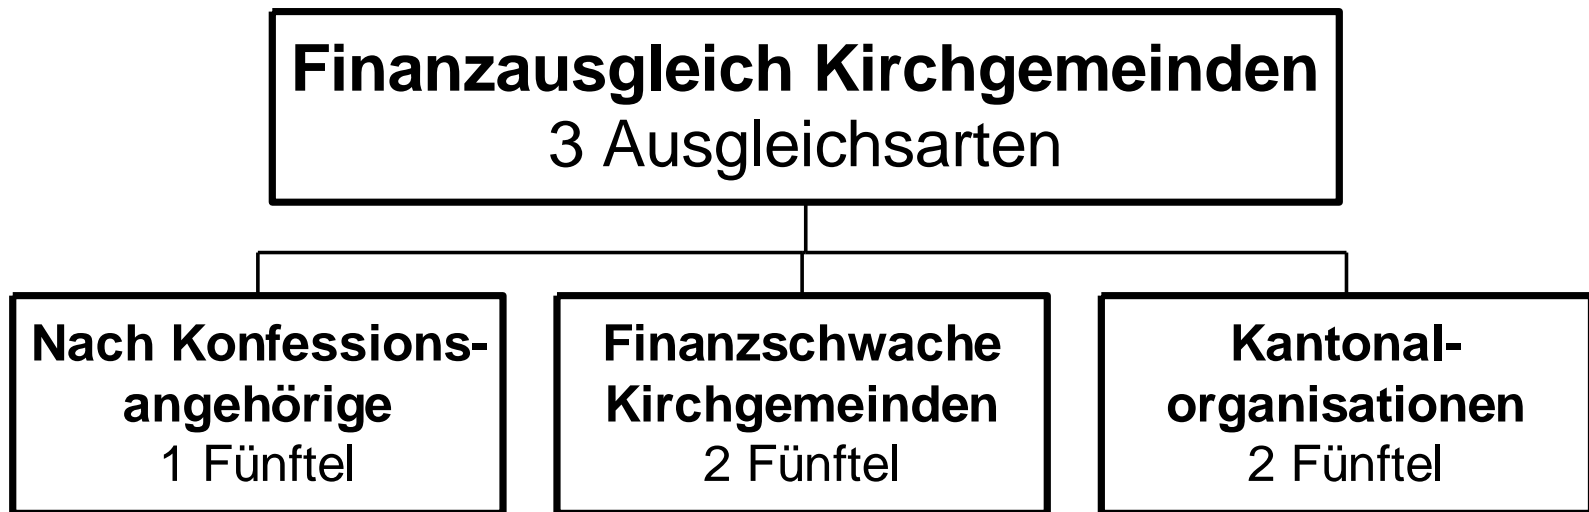 Finanzausgleich Kirchgemeinden
3 Ausgleichsarten
Nach Konfessions-
angehörige
1 Fünftel
Finanzschwache
Kirchgemeinden
2 Fünftel
Kantonal-
organisationen
2 Fünftel